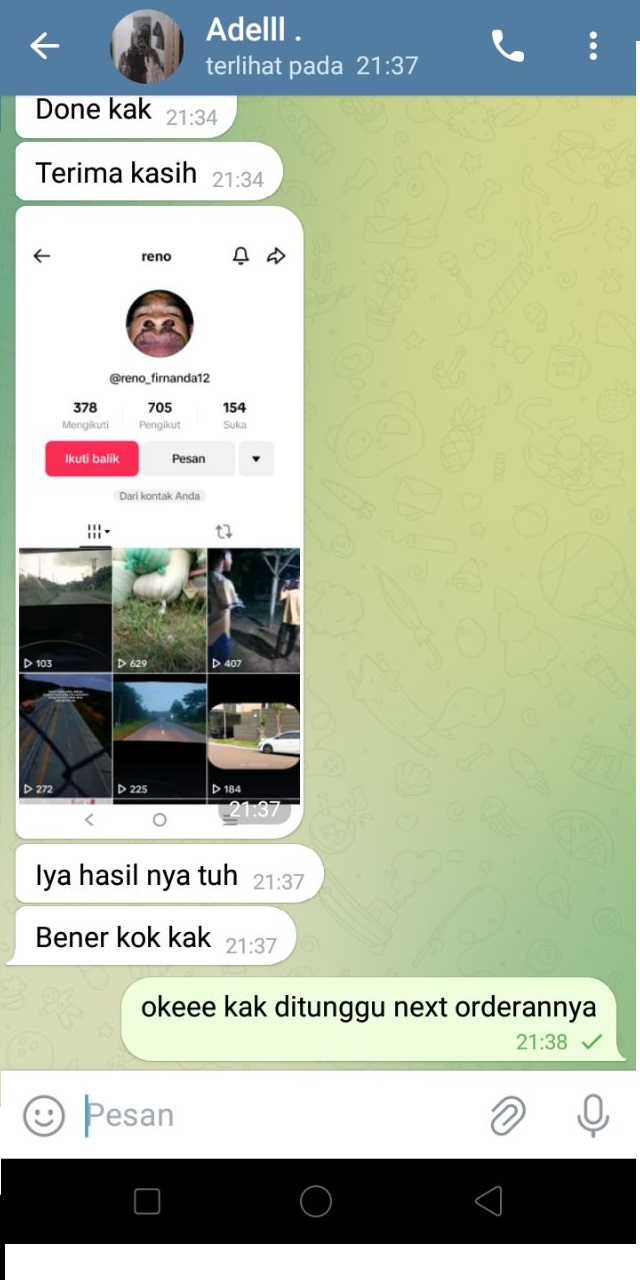 Adelll .
terlihat pada 21:37
Done kak 21:34
Terima kasih 21:34
reno
@reno_firnanda12
378 705 154
Mengikuti Pengikut Suka
Ikuti balik Pesan
Dari kontak Anda
103 629 407
272 225 184
21:37
Iya hasil nya tuh 21:37
Bener kok kak 21:37
okeee kak ditunggu next orderannya
21:38
Pesan